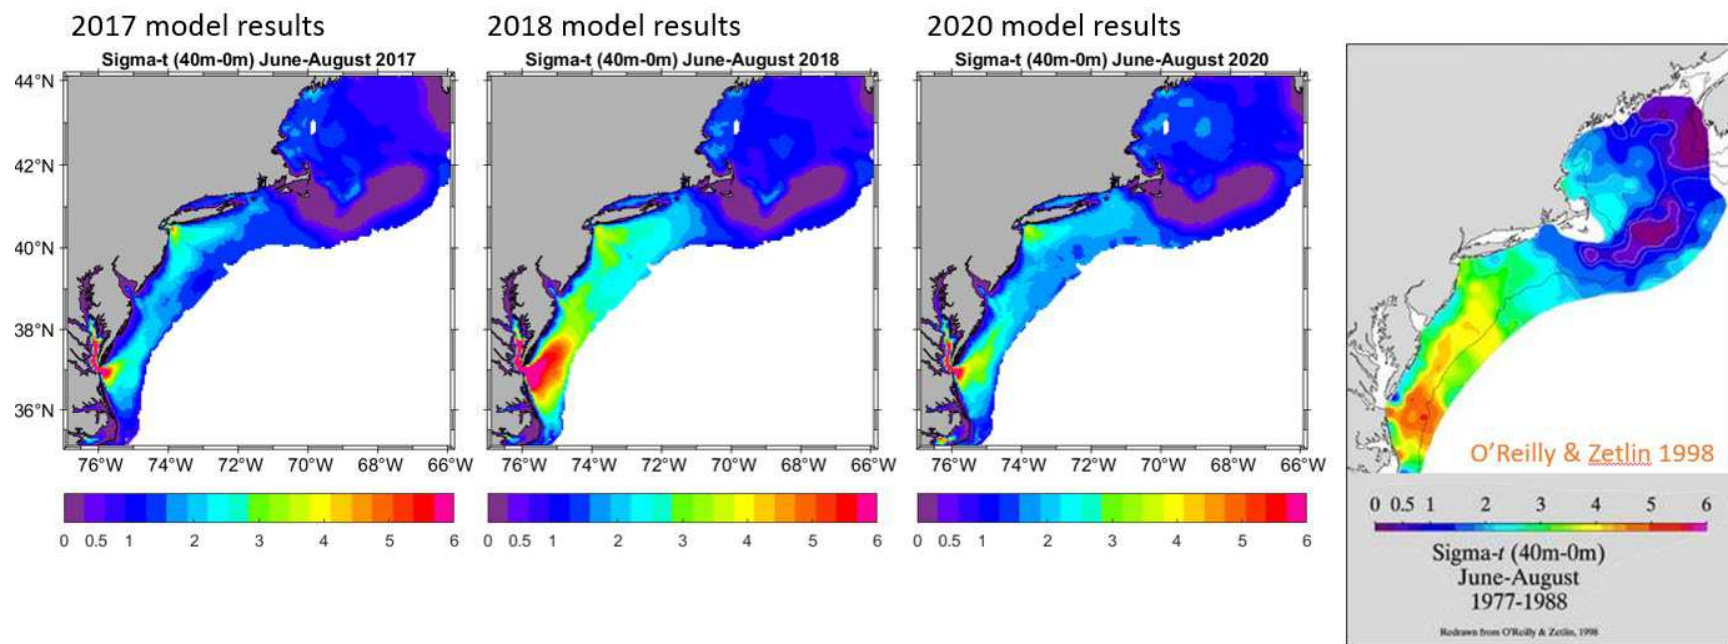 2017 model results
Sigma-t (40m-0m) June-August 2017
44°N
42°N
40°N
38°N
36°N
76°W 74°W 72°W 70°W 68°W 66°W
0 0.5 1 2 3 4 5 6
2018 model results
Sigma-t (40m-0m) June-August 2018
76°W 74°W 72°W 70°W 68°W 66°W
0 0.5 1 2 3 4 5 6
2020 model results
Sigma-t (40m-0m) June-August 2020
76°W 74°W 72°W 70°W 68°W 66°W
0 0.5 1 2 3 4 5 6
O'Reilly & Zetlin 1998
0 0.5 1 2 3 4 5 6
Sigma-t (40m-0m)
June-August
1977-1988
Redrawn from O'Reilly & Zetlin, 1998